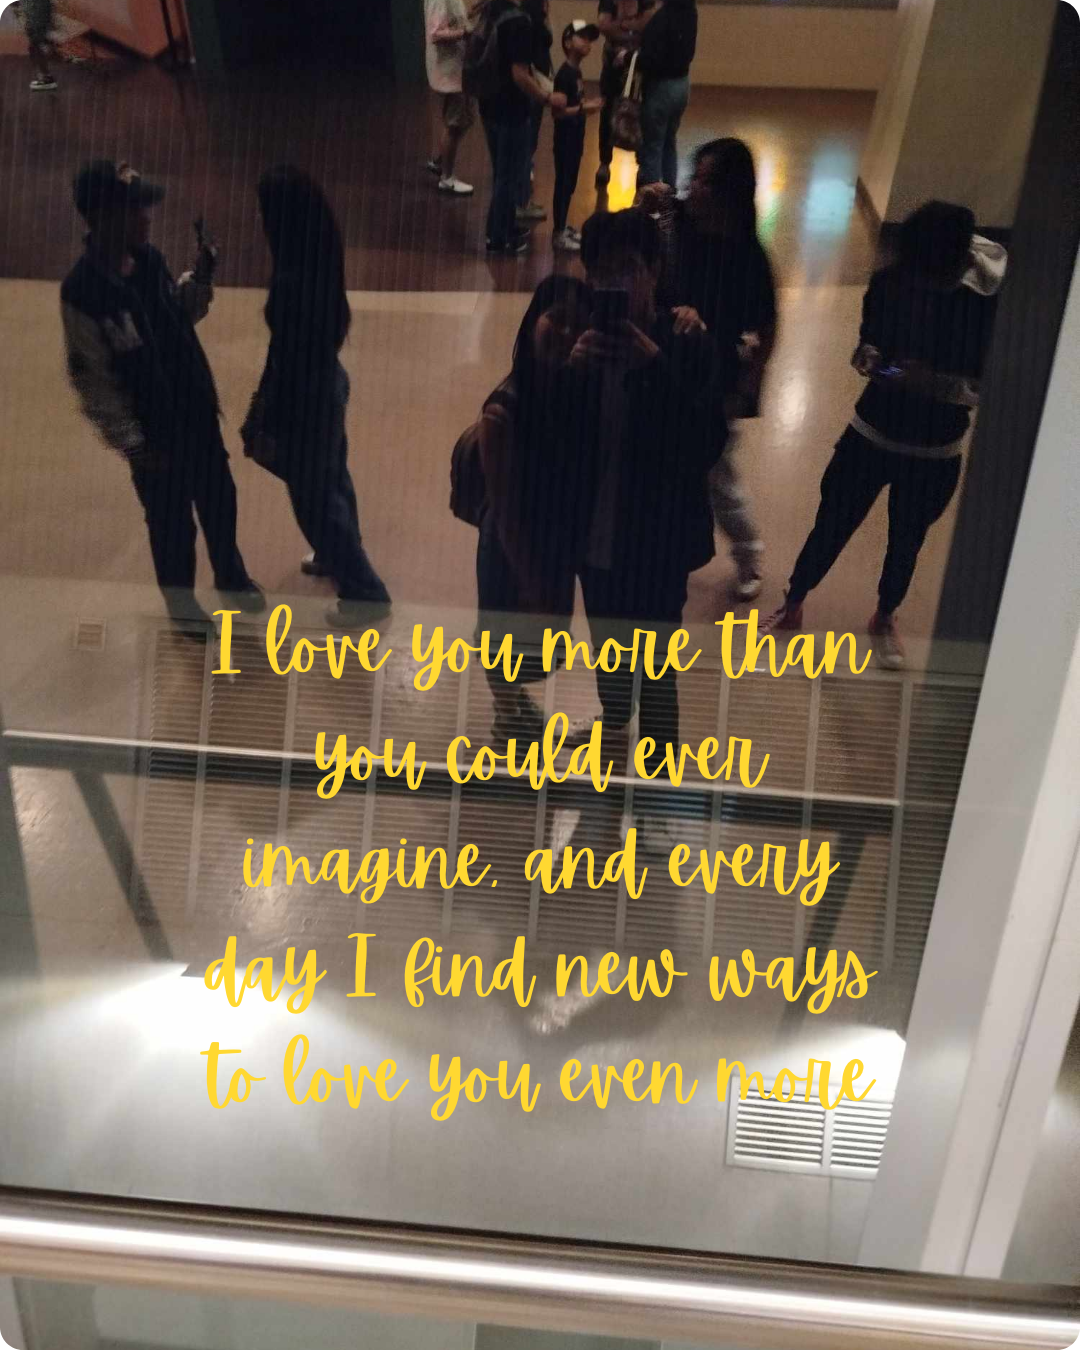 I love you more than
you could ever
imagine, and every
day I find new ways
to love you even more